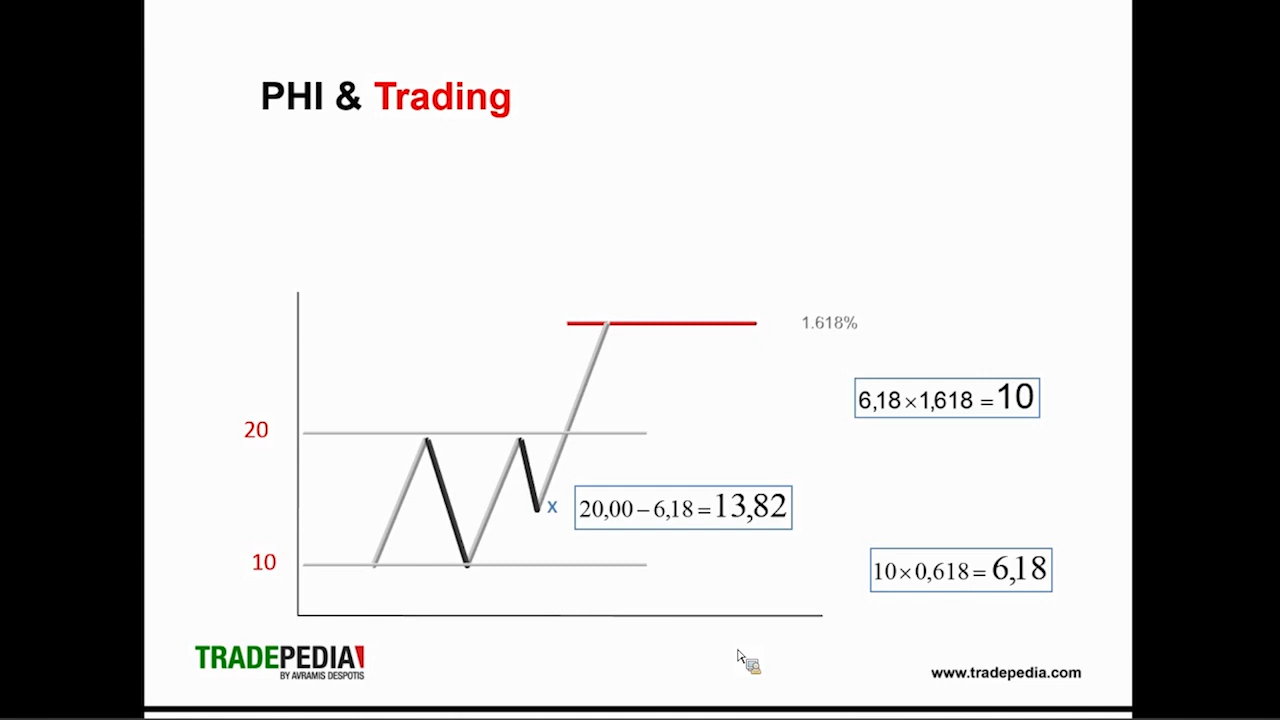 PHI & Trading
1.618%
6,18×1,618 =10
20
x
20,00−6,18=13,82
10
10×0,618= 6,18
TRADEPEDIA
BY AVRAMIS DESPOTIS
www.tradepedia.com